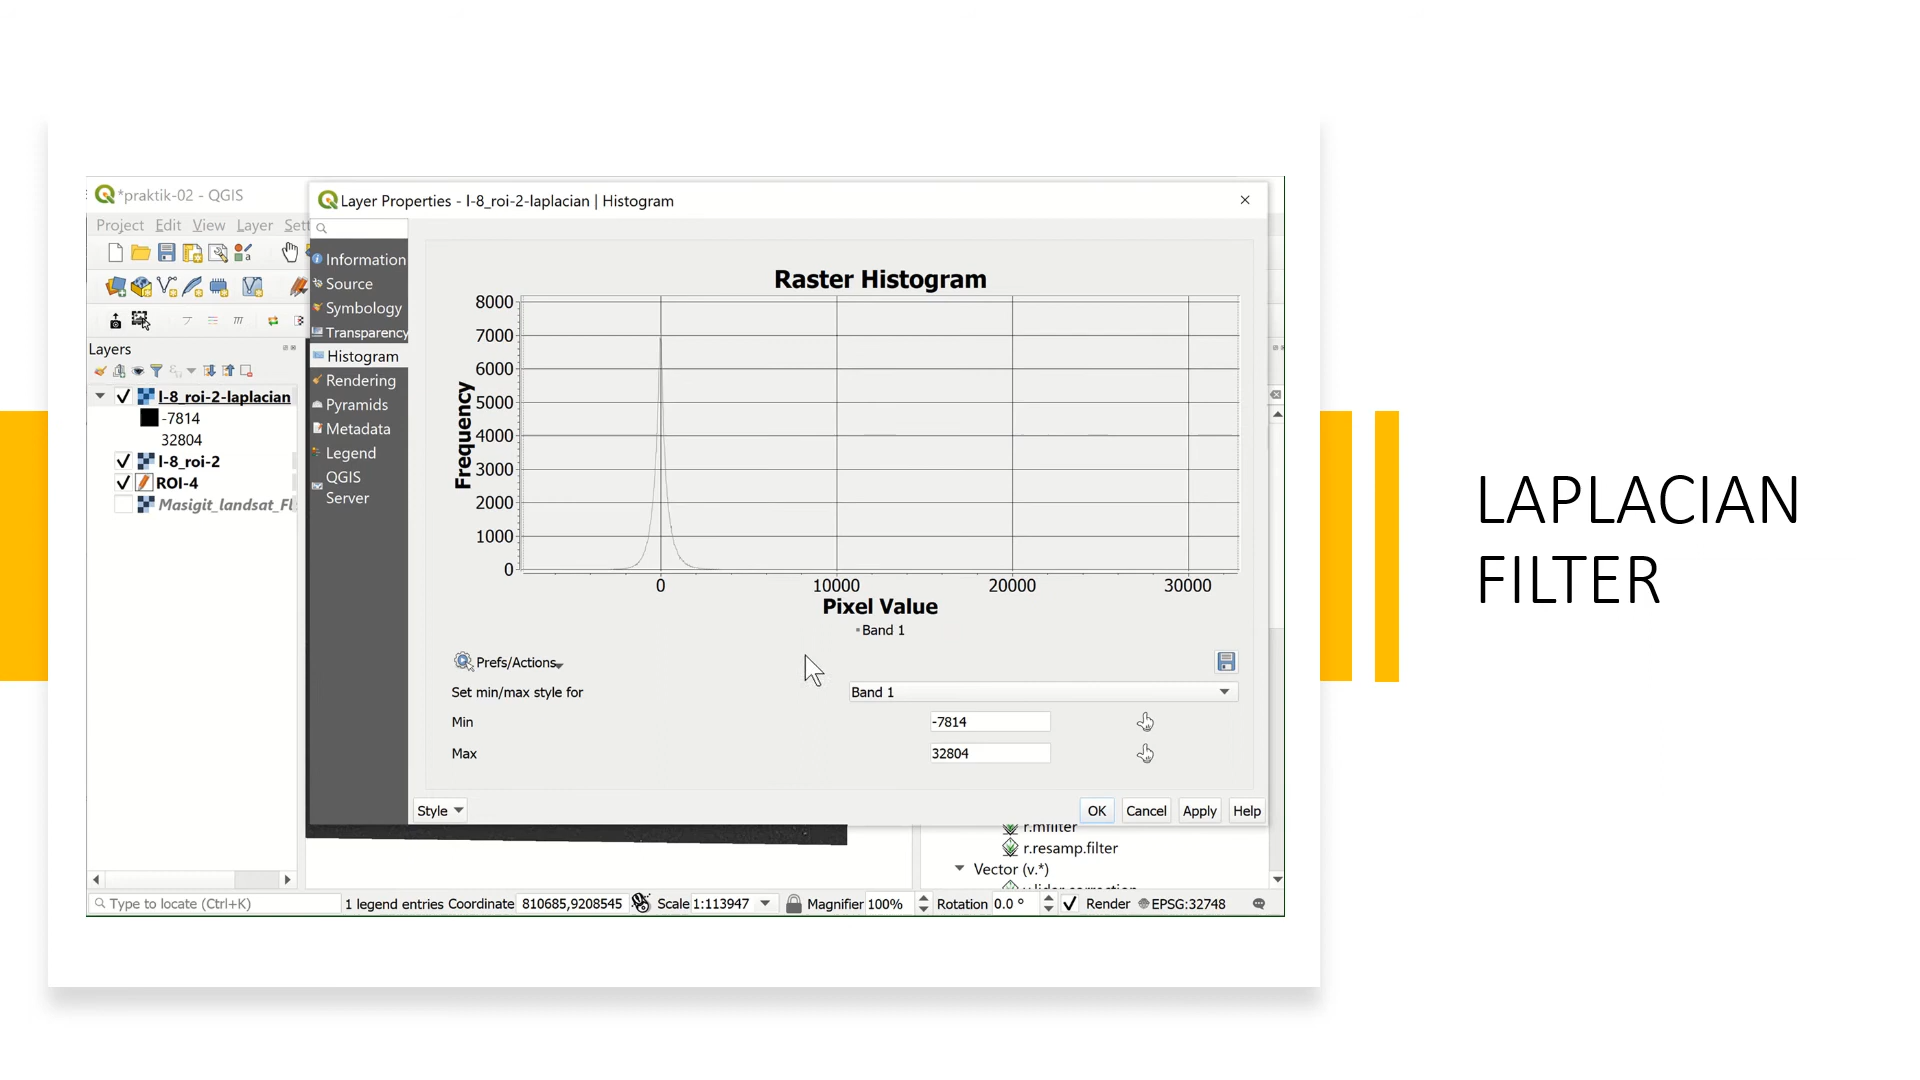 *praktik-02 - QGIS
Layer Properties - l-8_roi-2-laplacian | Histogram
Project Edit View Layer Sett
Information
Source
Symbology
Transparency
Histogram
Rendering
Pyramids
Metadata
Legend
QGIS
Server
Layers
l-8_roi-2-laplacian
-7814
32804
l-8_roi-2
ROI-4
Masigit_landsat_Fl
Raster Histogram
8000
7000
6000
5000
4000
3000
2000
1000
0
Frequency
0 10000 20000 30000
Pixel Value
Band 1
Prefs/Actions
Set min/max style for Band 1
Min -7814
Max 32804
Style OK Cancel Apply Help
r.mfilter
r.resamp.filter
Vector (v.*)
v.lidar.correction
Type to locate (Ctrl+K) 1 legend entries Coordinate 810685,9208545 Scale 1:113947 Magnifier 100% Rotation 0.0 ° Render EPSG:32748
LAPLACIAN
FILTER